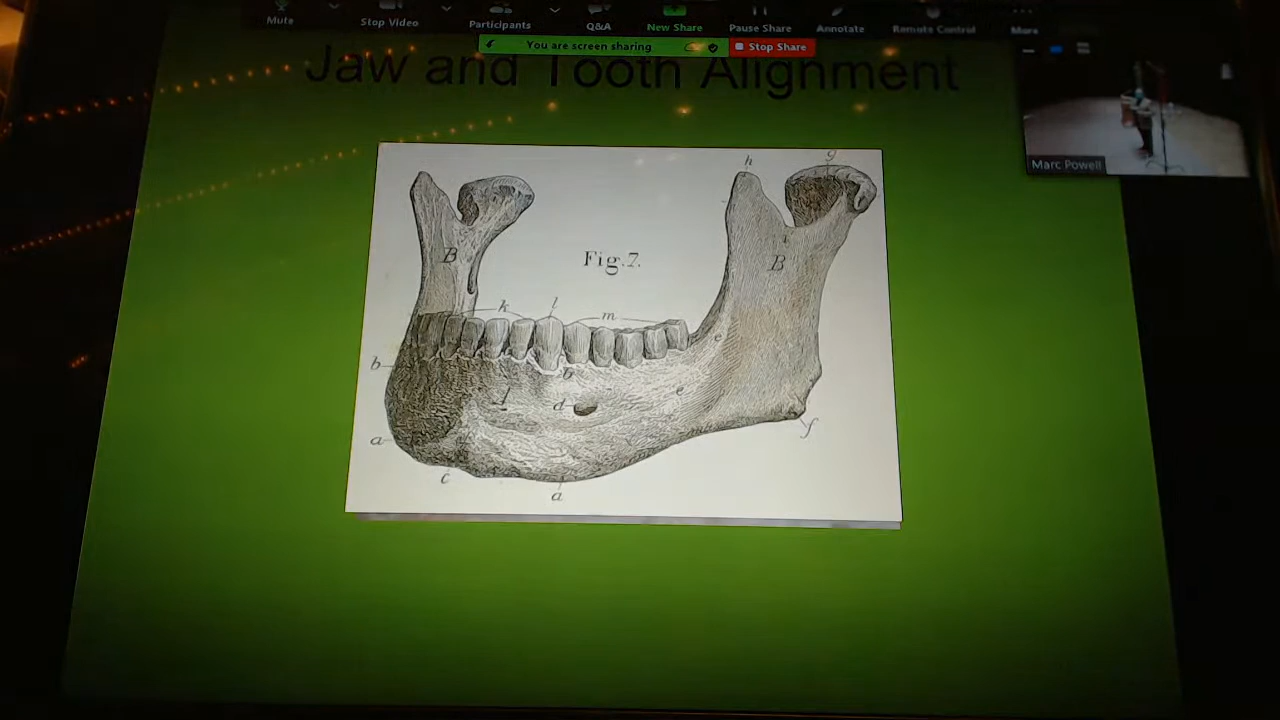 Mute Stop Video Participants Q&A New Share Pause Share Annotate Remote Control More
You are screen sharing Stop Share
Jaw and Tooth Alignment
Marc Powell
h g
B B
Fig.7.
k l m
b e
b
d e
f
a
c
a